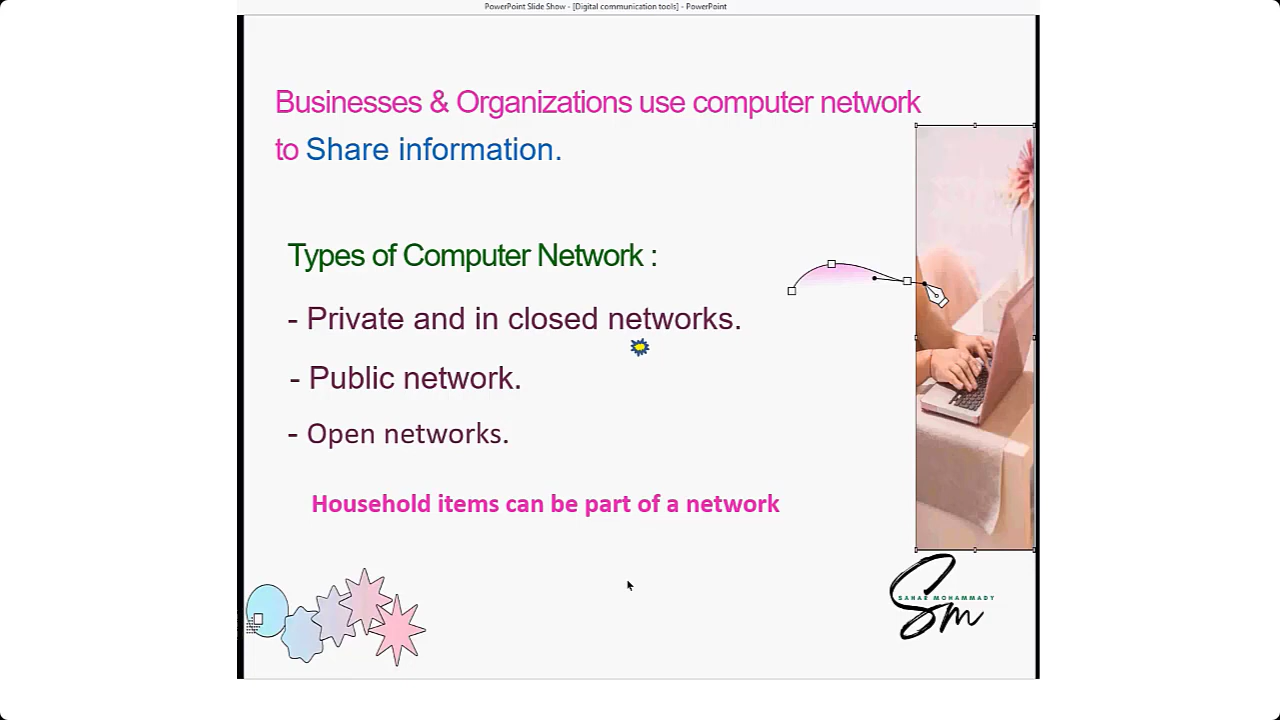 PowerPoint Slide Show - [Digital communication tools] - PowerPoint
Businesses & Organizations use computer network
to Share information.
Types of Computer Network :
- Private and in closed networks.
- Public network.
- Open networks.
Household items can be part of a network
Sm
SAHAR MOHAMMADY